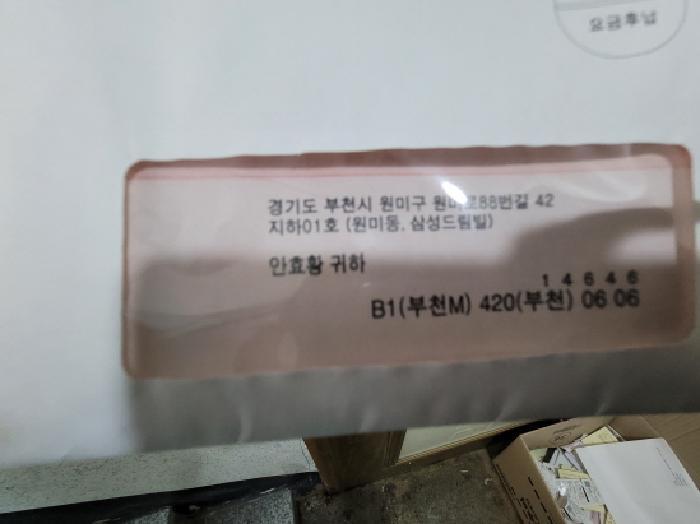 요금후납
경기도 부천시 원미구 원미로88번길 42
지하01호 (원미동, 삼성드림빌)
안효황 귀하
1 4 6 4 6
B1(부천M) 420(부천) 06 06